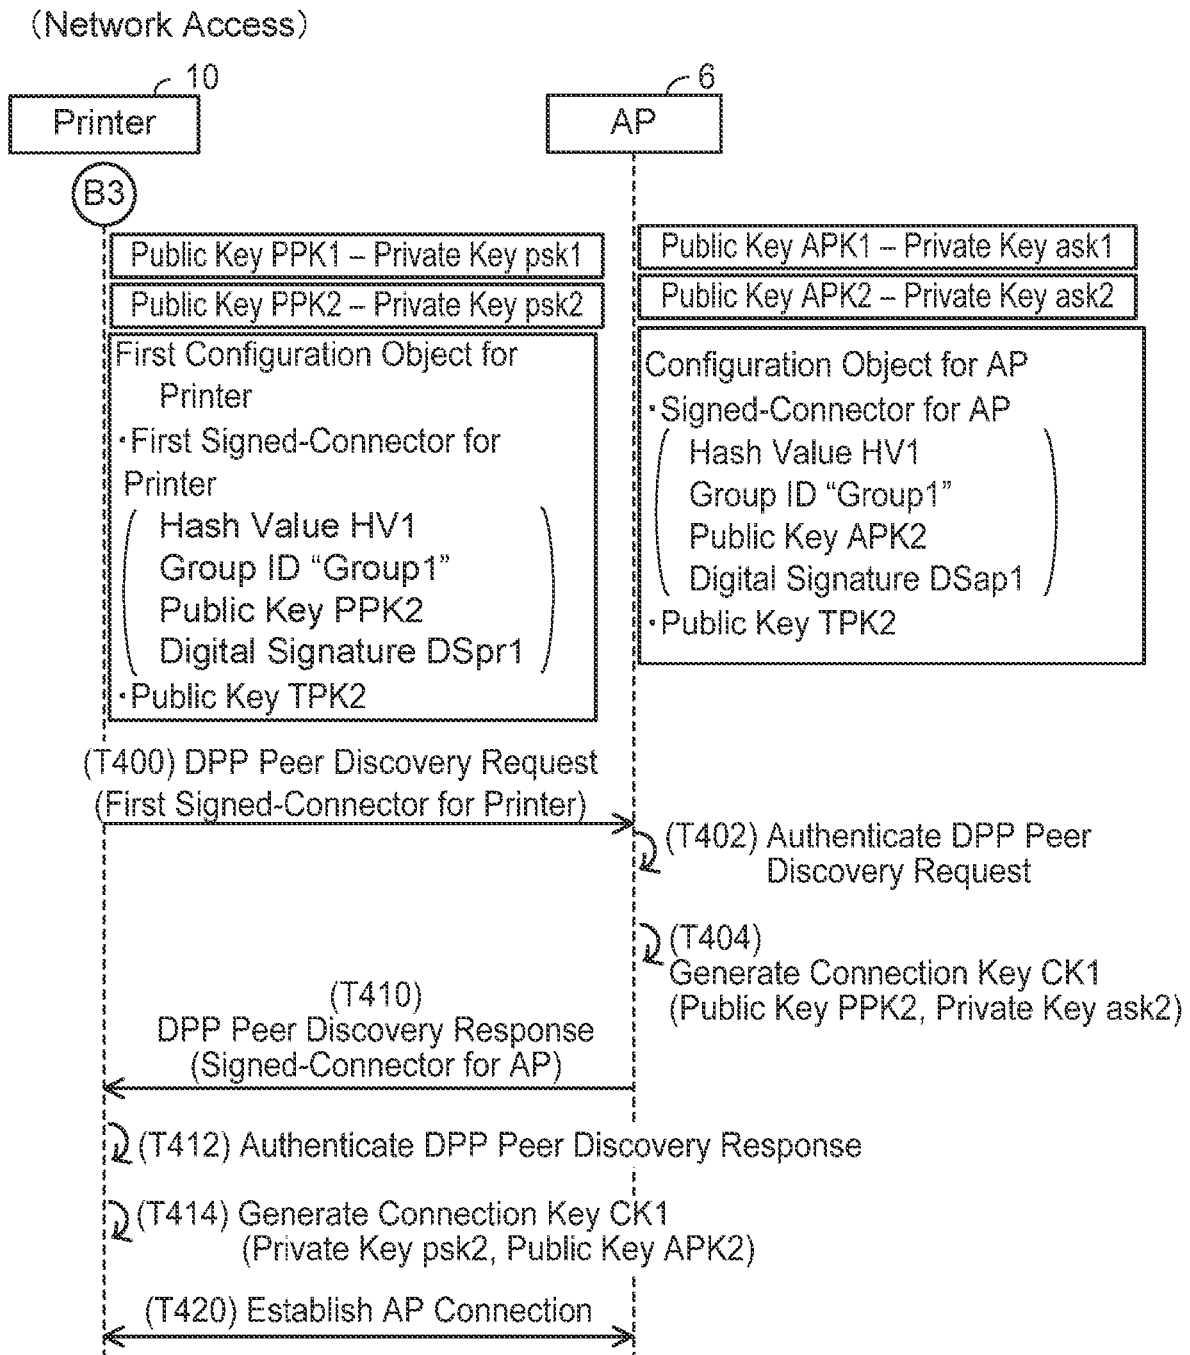 (Network Access)
10
6
Printer
AP
B3
Public Key PPK1 – Private Key psk1
Public Key PPK2 – Private Key psk2
First Configuration Object for
Printer
・First Signed-Connector for
Printer
Hash Value HV1
Group ID “Group1”
Public Key PPK2
Digital Signature DSpr1
・Public Key TPK2
Public Key APK1 – Private Key ask1
Public Key APK2 – Private Key ask2
Configuration Object for AP
・Signed-Connector for AP
Hash Value HV1
Group ID “Group1”
Public Key APK2
Digital Signature DSap1
・Public Key TPK2
(T400) DPP Peer Discovery Request
(First Signed-Connector for Printer)
(T402) Authenticate DPP Peer
Discovery Request
(T404)
Generate Connection Key CK1
(Public Key PPK2, Private Key ask2)
(T410)
DPP Peer Discovery Response
(Signed-Connector for AP)
(T412) Authenticate DPP Peer Discovery Response
(T414) Generate Connection Key CK1
(Private Key psk2, Public Key APK2)
(T420) Establish AP Connection